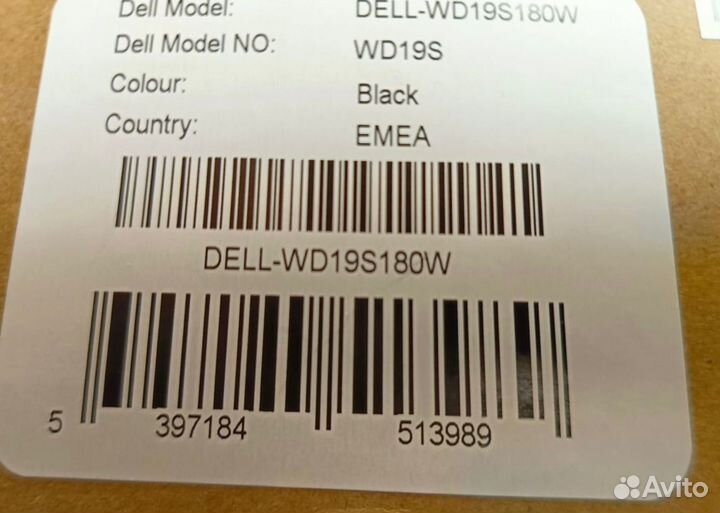 Dell Model: DELL-WD19S180W
Dell Model NO: WD19S
Colour: Black
Country: EMEA
DELL-WD19S180W
5 397184 513989
Avito